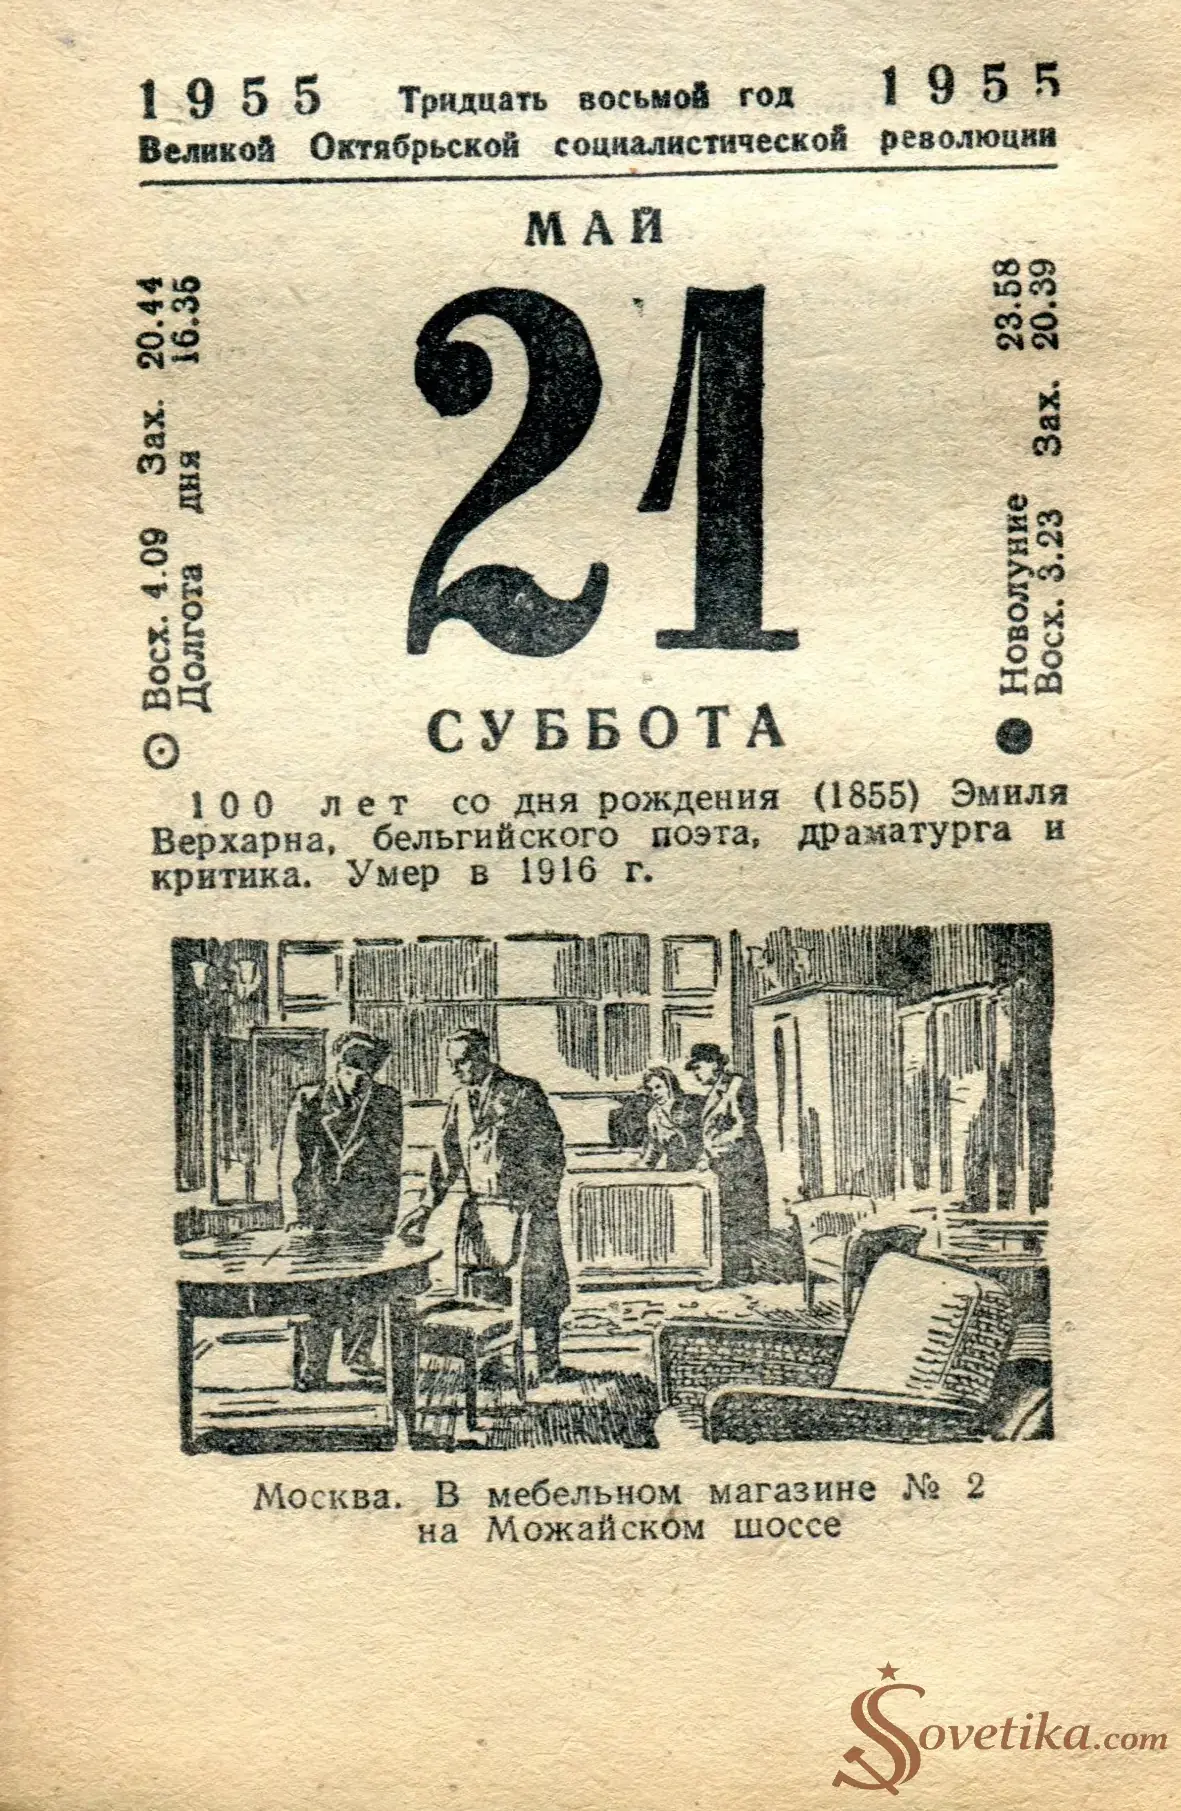 1955 Тридцать восьмой год 1955
Великой Октябрьской социалистической революции
МАЙ
Восх. 4.09 Зах. 20.44
Долгота дня 16.35
21
Новолуние 23.58
Восх. 3.23 Зах. 20.39
СУББОТА
100 лет со дня рождения (1855) Эмиля
Верхарна, бельгийского поэта, драматурга и
критика. Умер в 1916 г.
Москва. В мебельном магазине № 2
на Можайском шоссе
Sovetika.com